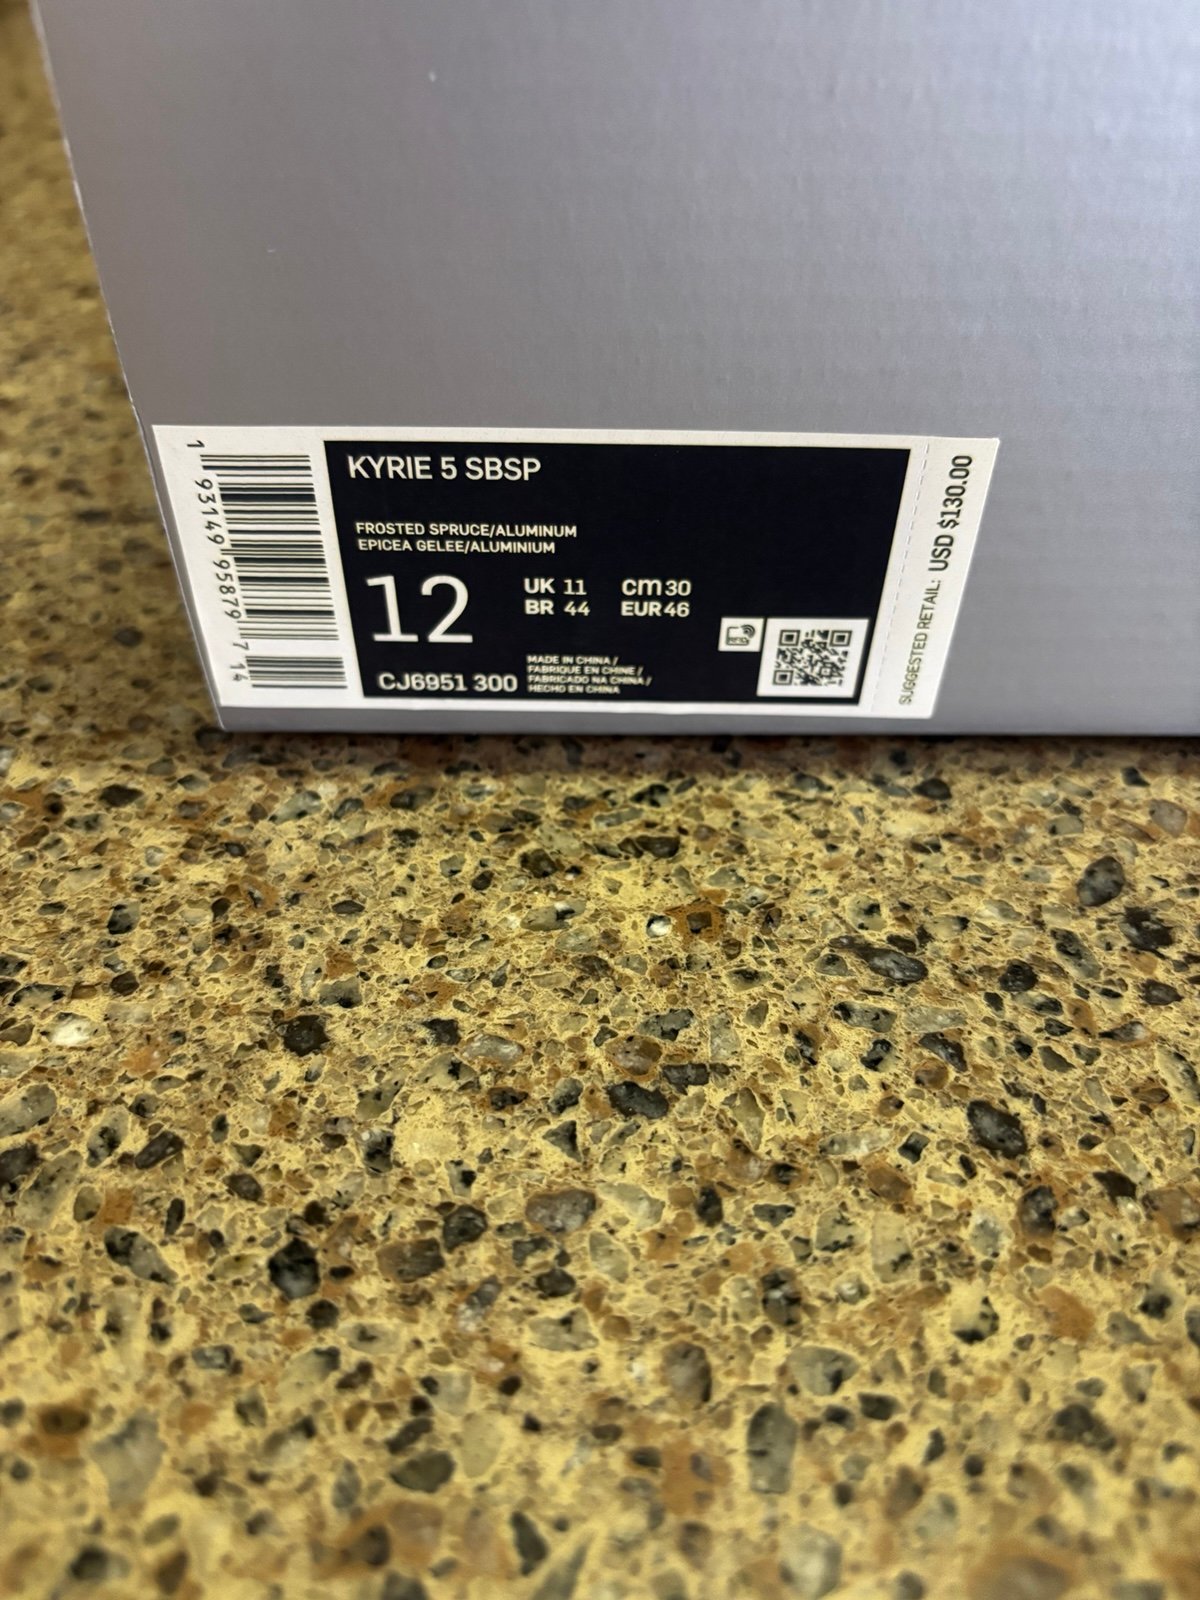 1 93149 95879 7 14
KYRIE 5 SBSP
FROSTED SPRUCE/ALUMINUM
EPICEA GELEE/ALUMINIUM
12
UK 11 cm 30
BR 44 EUR 46
CJ6951 300
MADE IN CHINA /
FABRIQUE EN CHINE /
FABRICADO NA CHINA /
HECHO EN CHINA
RFID
SUGGESTED RETAIL: USD $130.00